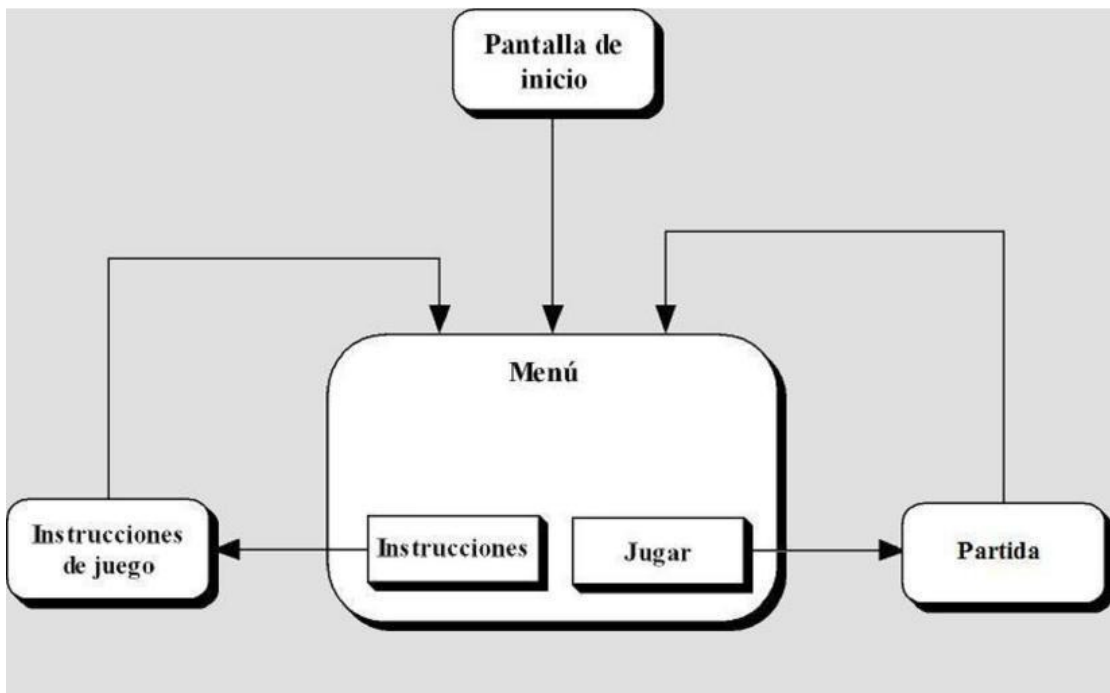 Pantalla de
inicio
Menú
Instrucciones
de juego
Instrucciones
Jugar
Partida